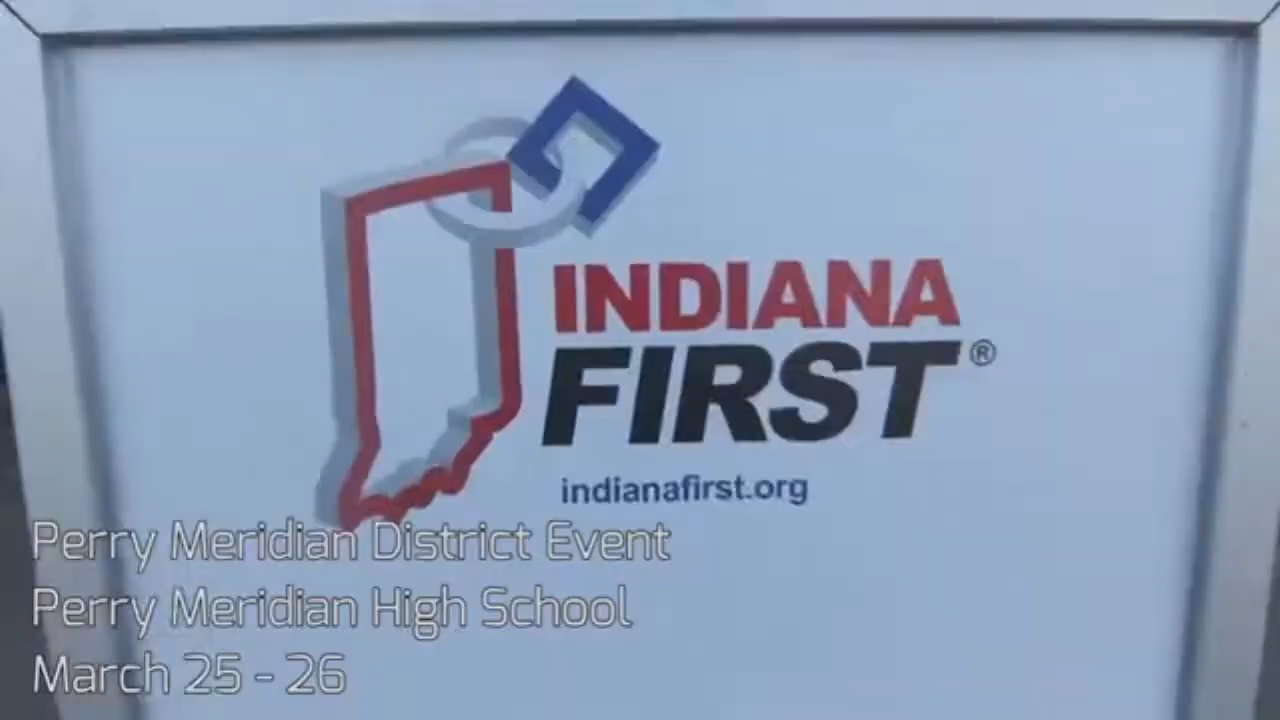 INDIANA
FIRST®
indianafirst.org
Perry Meridian District Event
Perry Meridian High School
March 25 - 26